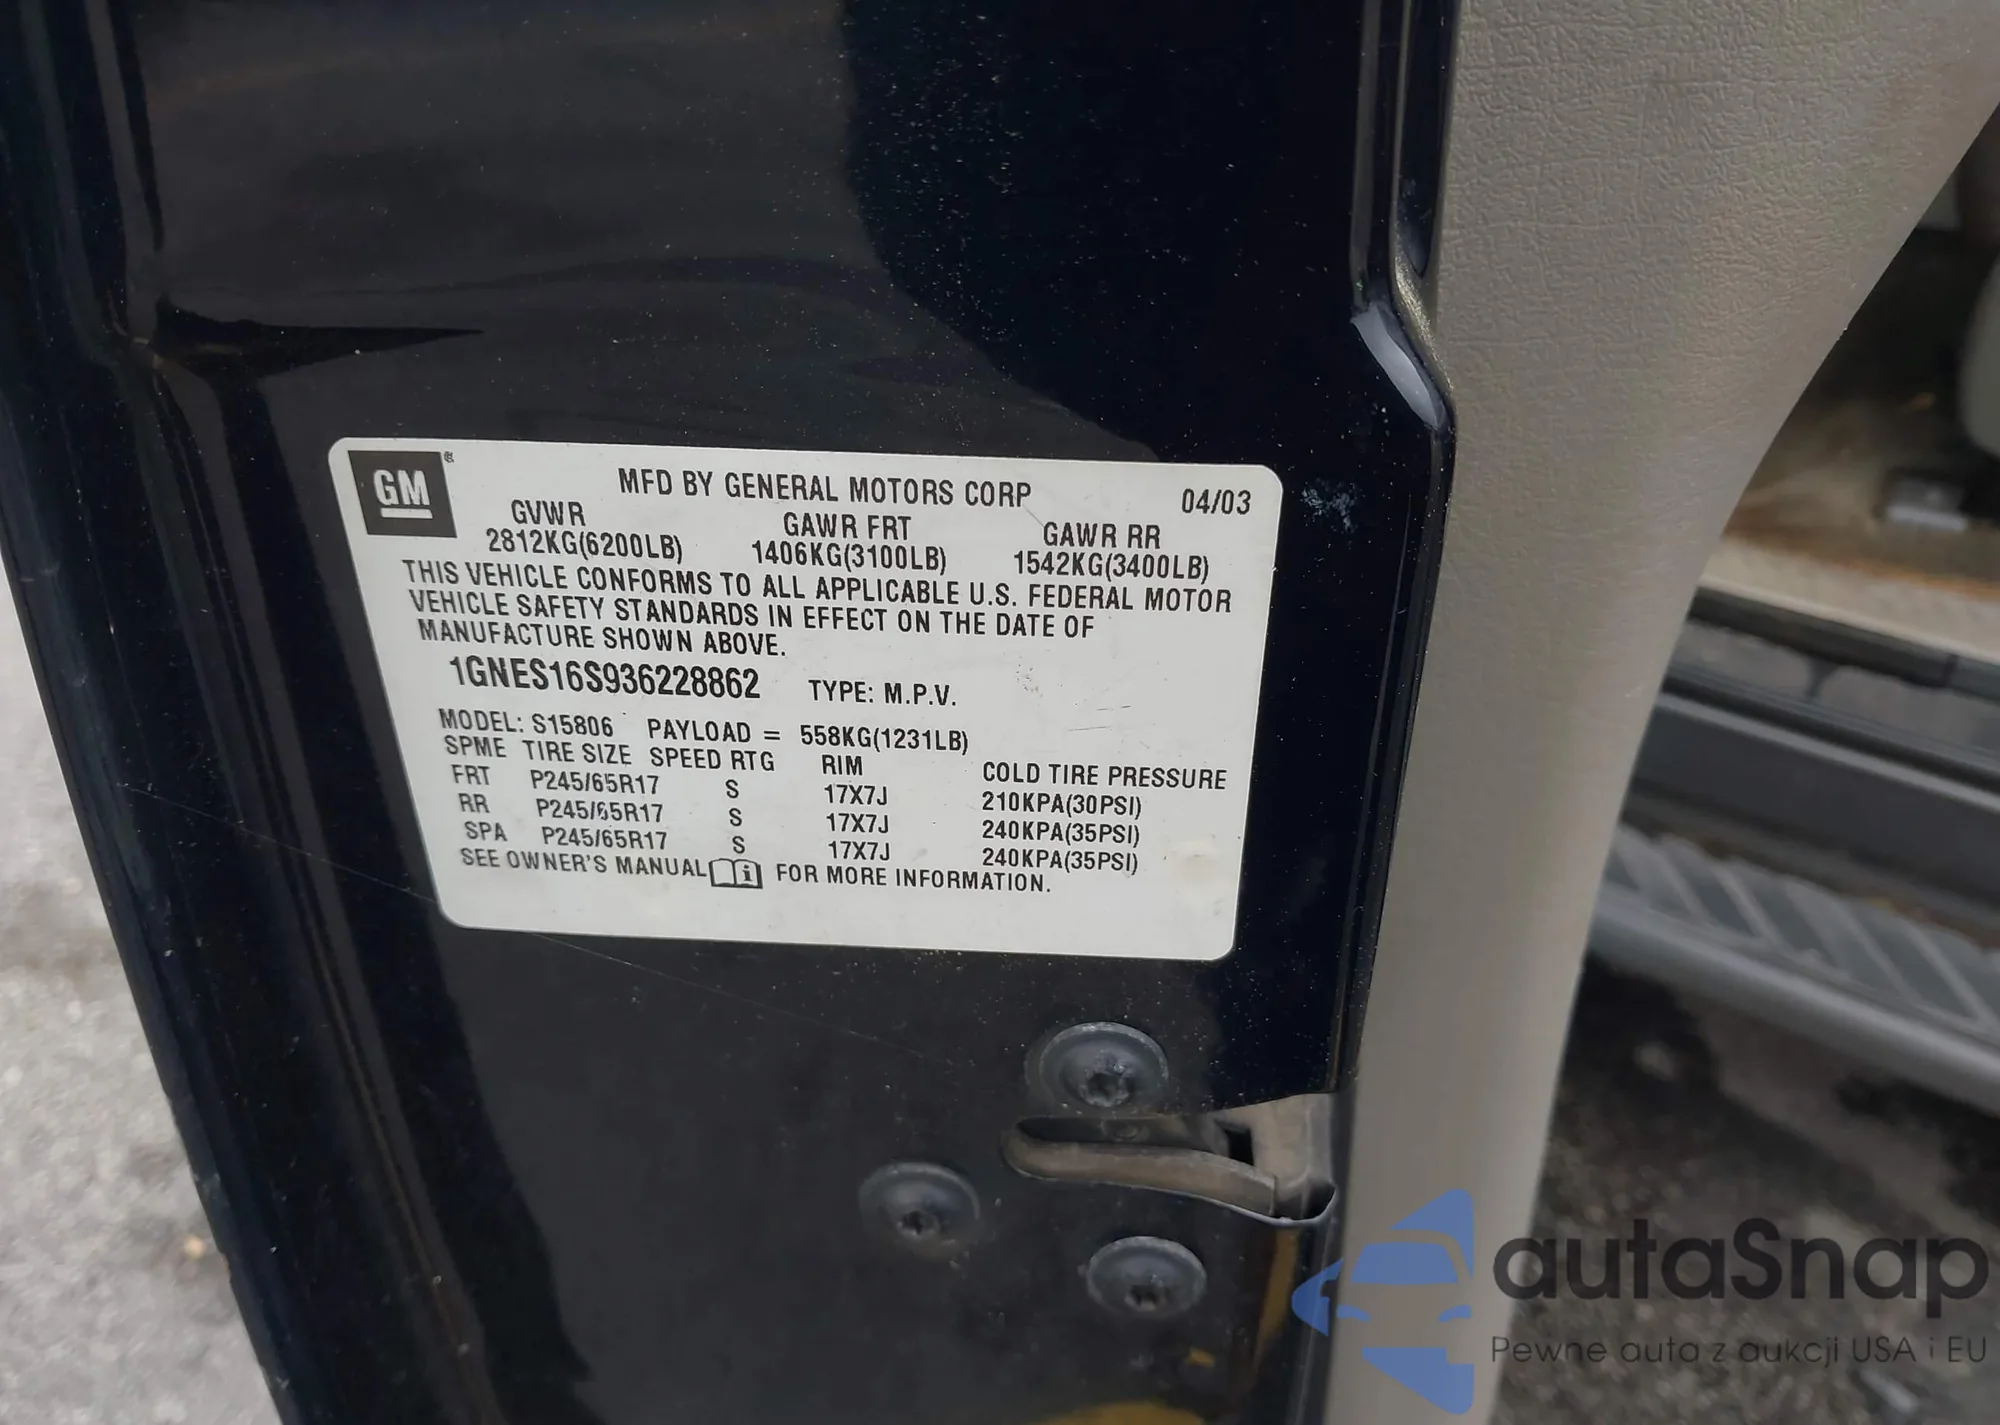 GM
MFD BY GENERAL MOTORS CORP 04/03
GVWR GAWR FRT GAWR RR
2812KG(6200LB) 1406KG(3100LB) 1542KG(3400LB)
THIS VEHICLE CONFORMS TO ALL APPLICABLE U.S. FEDERAL MOTOR
VEHICLE SAFETY STANDARDS IN EFFECT ON THE DATE OF
MANUFACTURE SHOWN ABOVE.
1GNES16S936228862 TYPE: M.P.V.
MODEL: S15806 PAYLOAD = 558KG(1231LB)
SPME TIRE SIZE SPEED RTG RIM COLD TIRE PRESSURE
FRT P245/65R17 S 17X7J 210KPA(30PSI)
RR P245/65R17 S 17X7J 240KPA(35PSI)
SPA P245/65R17 S 17X7J 240KPA(35PSI)
SEE OWNER'S MANUAL i FOR MORE INFORMATION.
autaSnap
Pewne auta z aukcji USA i EU